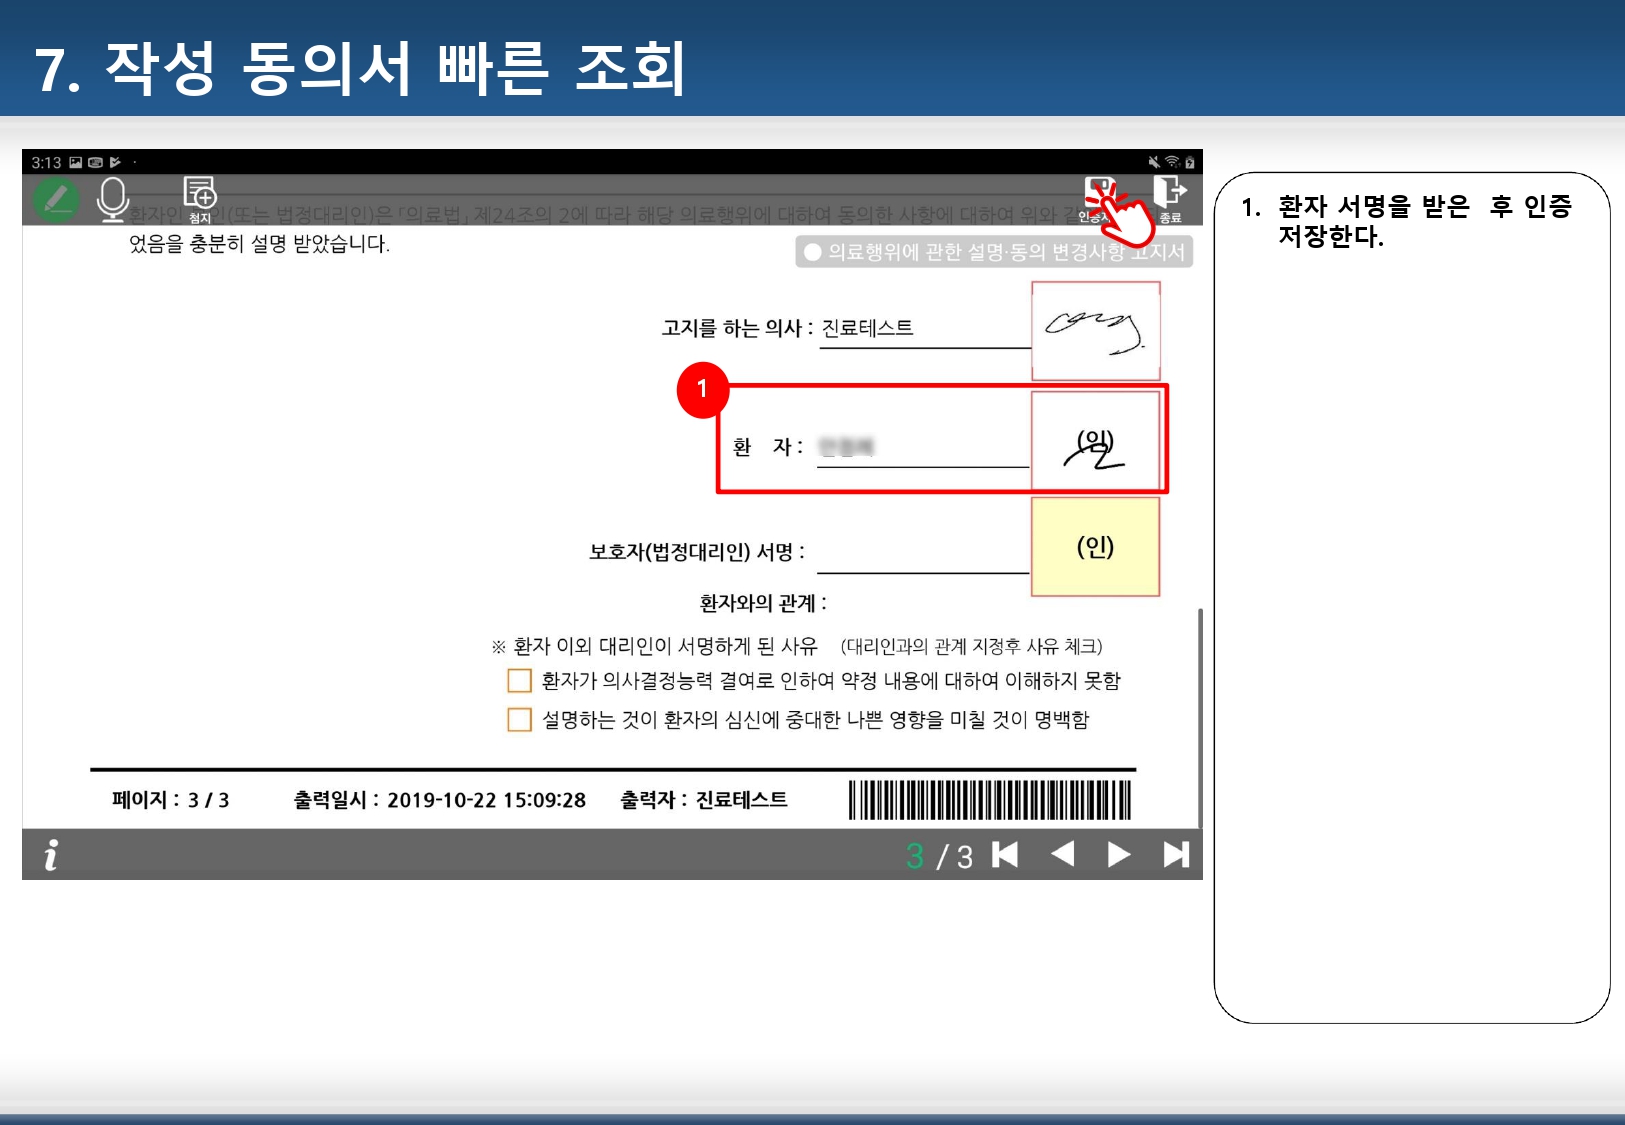 7. 작성 동의서 빠른 조회
3:13
첨지
종료
환자인 (또는 법정대리인)은 「의료법」 제24조의 2에 따라 해당 의료행위에 대하여 동의한 사항에 대하여 위와
었음을 충분히 설명 받았습니다.
의료행위에 관한 설명·동의 변경사항 고지서
고지를 하는 의사 : 진료테스트
1
환 자 :
(인)
보호자(법정대리인) 서명 :
(인)
환자와의 관계 :
※ 환자 이외 대리인이 서명하게 된 사유 (대리인과의 관계 지정후 사유 체크)
환자가 의사결정능력 결여로 인하여 약정 내용에 대하여 이해하지 못함
설명하는 것이 환자의 심신에 중대한 나쁜 영향을 미칠 것이 명백함
페이지 : 3 / 3 출력일시 : 2019-10-22 15:09:28 출력자 : 진료테스트
i
3 / 3
1. 환자 서명을 받은 후 인증
저장한다.